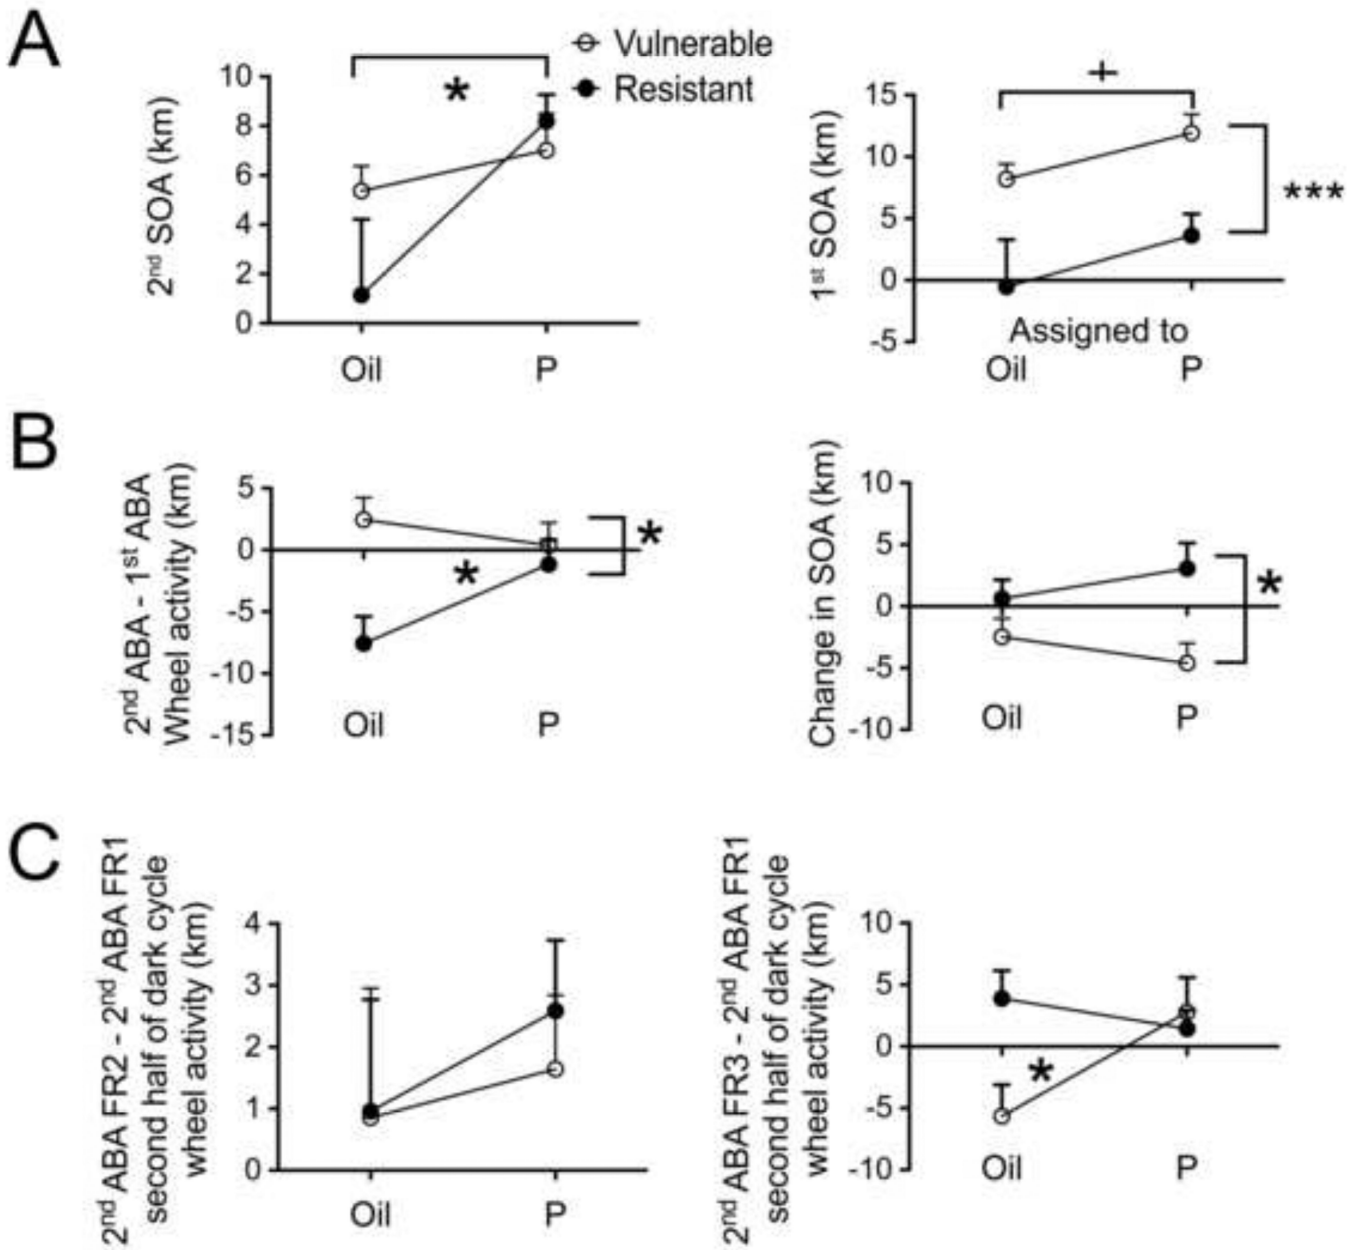 A
Vulnerable
Resistant
*
2nd SOA (km)
10
8
6
4
2
0
Oil P
+
***
1st SOA (km)
15
10
5
0
-5
Assigned to
Oil P
B
2nd ABA - 1st ABA
Wheel activity (km)
5
0
-5
-10
-15
*
*
Oil P
Change in SOA (km)
10
5
0
-5
-10
*
Oil P
C
2nd ABA FR2 - 2nd ABA FR1
second half of dark cycle
wheel activity (km)
4
3
2
1
0
Oil P
2nd ABA FR3 - 2nd ABA FR1
second half of dark cycle
wheel activity (km)
10
5
0
-5
-10
*
Oil P